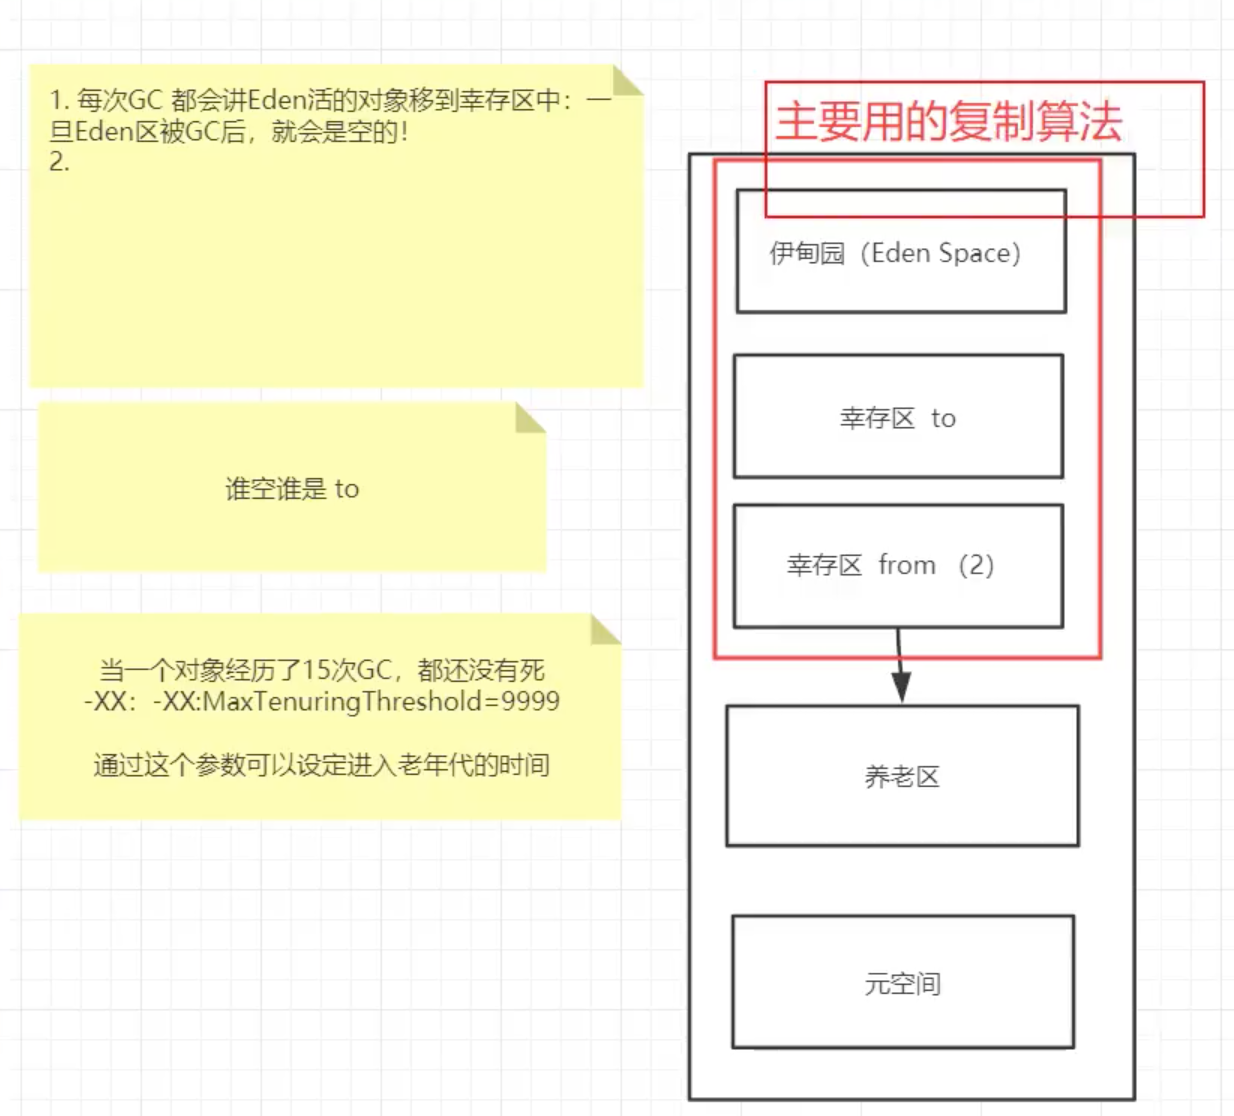 1. 每次GC 都会讲Eden活的对象移到幸存区中：一
旦Eden区被GC后，就会是空的！
2.
谁空谁是 to
当一个对象经历了15次GC，都还没有死
-XX：-XX:MaxTenuringThreshold=9999
通过这个参数可以设定进入老年代的时间
主要用的复制算法
伊甸园（Eden Space）
幸存区 to
幸存区 from （2）
养老区
元空间